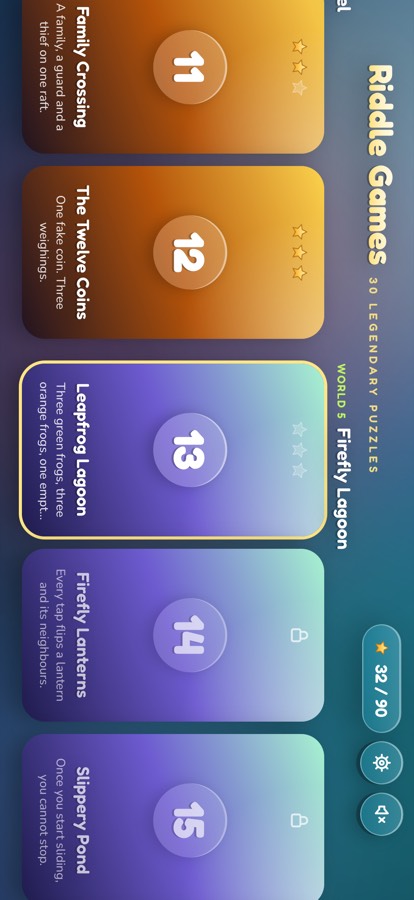 Riddle Games 30 LEGENDARY PUZZLES
32 / 90
el
WORLD 5 Firefly Lagoon
11
Family Crossing
A family, a guard and a
thief on one raft.
12
The Twelve Coins
One fake coin. Three
weighings.
13
Leapfrog Lagoon
Three green frogs, three
orange frogs, one empt...
14
Firefly Lanterns
Every tap flips a lantern
and its neighbours.
15
Slippery Pond
Once you start sliding,
you cannot stop.